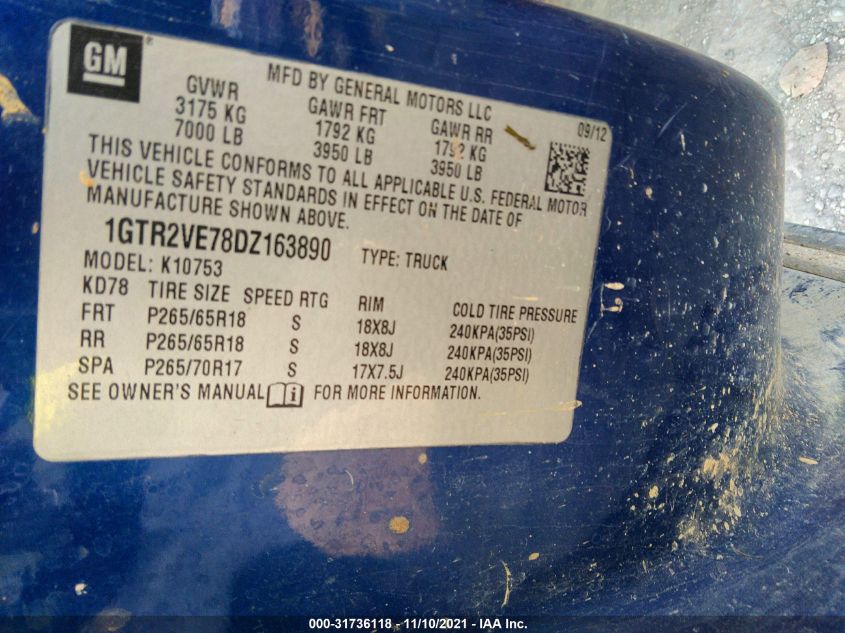 GM
MFD BY GENERAL MOTORS LLC
GVWR GAWR FRT GAWR RR 09/12
3175 KG 1792 KG 1792 KG
7000 LB 3950 LB 3950 LB
THIS VEHICLE CONFORMS TO ALL APPLICABLE U.S. FEDERAL MOTOR
VEHICLE SAFETY STANDARDS IN EFFECT ON THE DATE OF
MANUFACTURE SHOWN ABOVE.
1GTR2VE78DZ163890 TYPE: TRUCK
MODEL: K10753
KD78 TIRE SIZE SPEED RTG RIM COLD TIRE PRESSURE
FRT P265/65R18 S 18X8J 240KPA(35PSI)
RR P265/65R18 S 18X8J 240KPA(35PSI)
SPA P265/70R17 S 17X7.5J 240KPA(35PSI)
SEE OWNER'S MANUAL i FOR MORE INFORMATION.
000-31736118 - 11/10/2021 - IAA Inc.